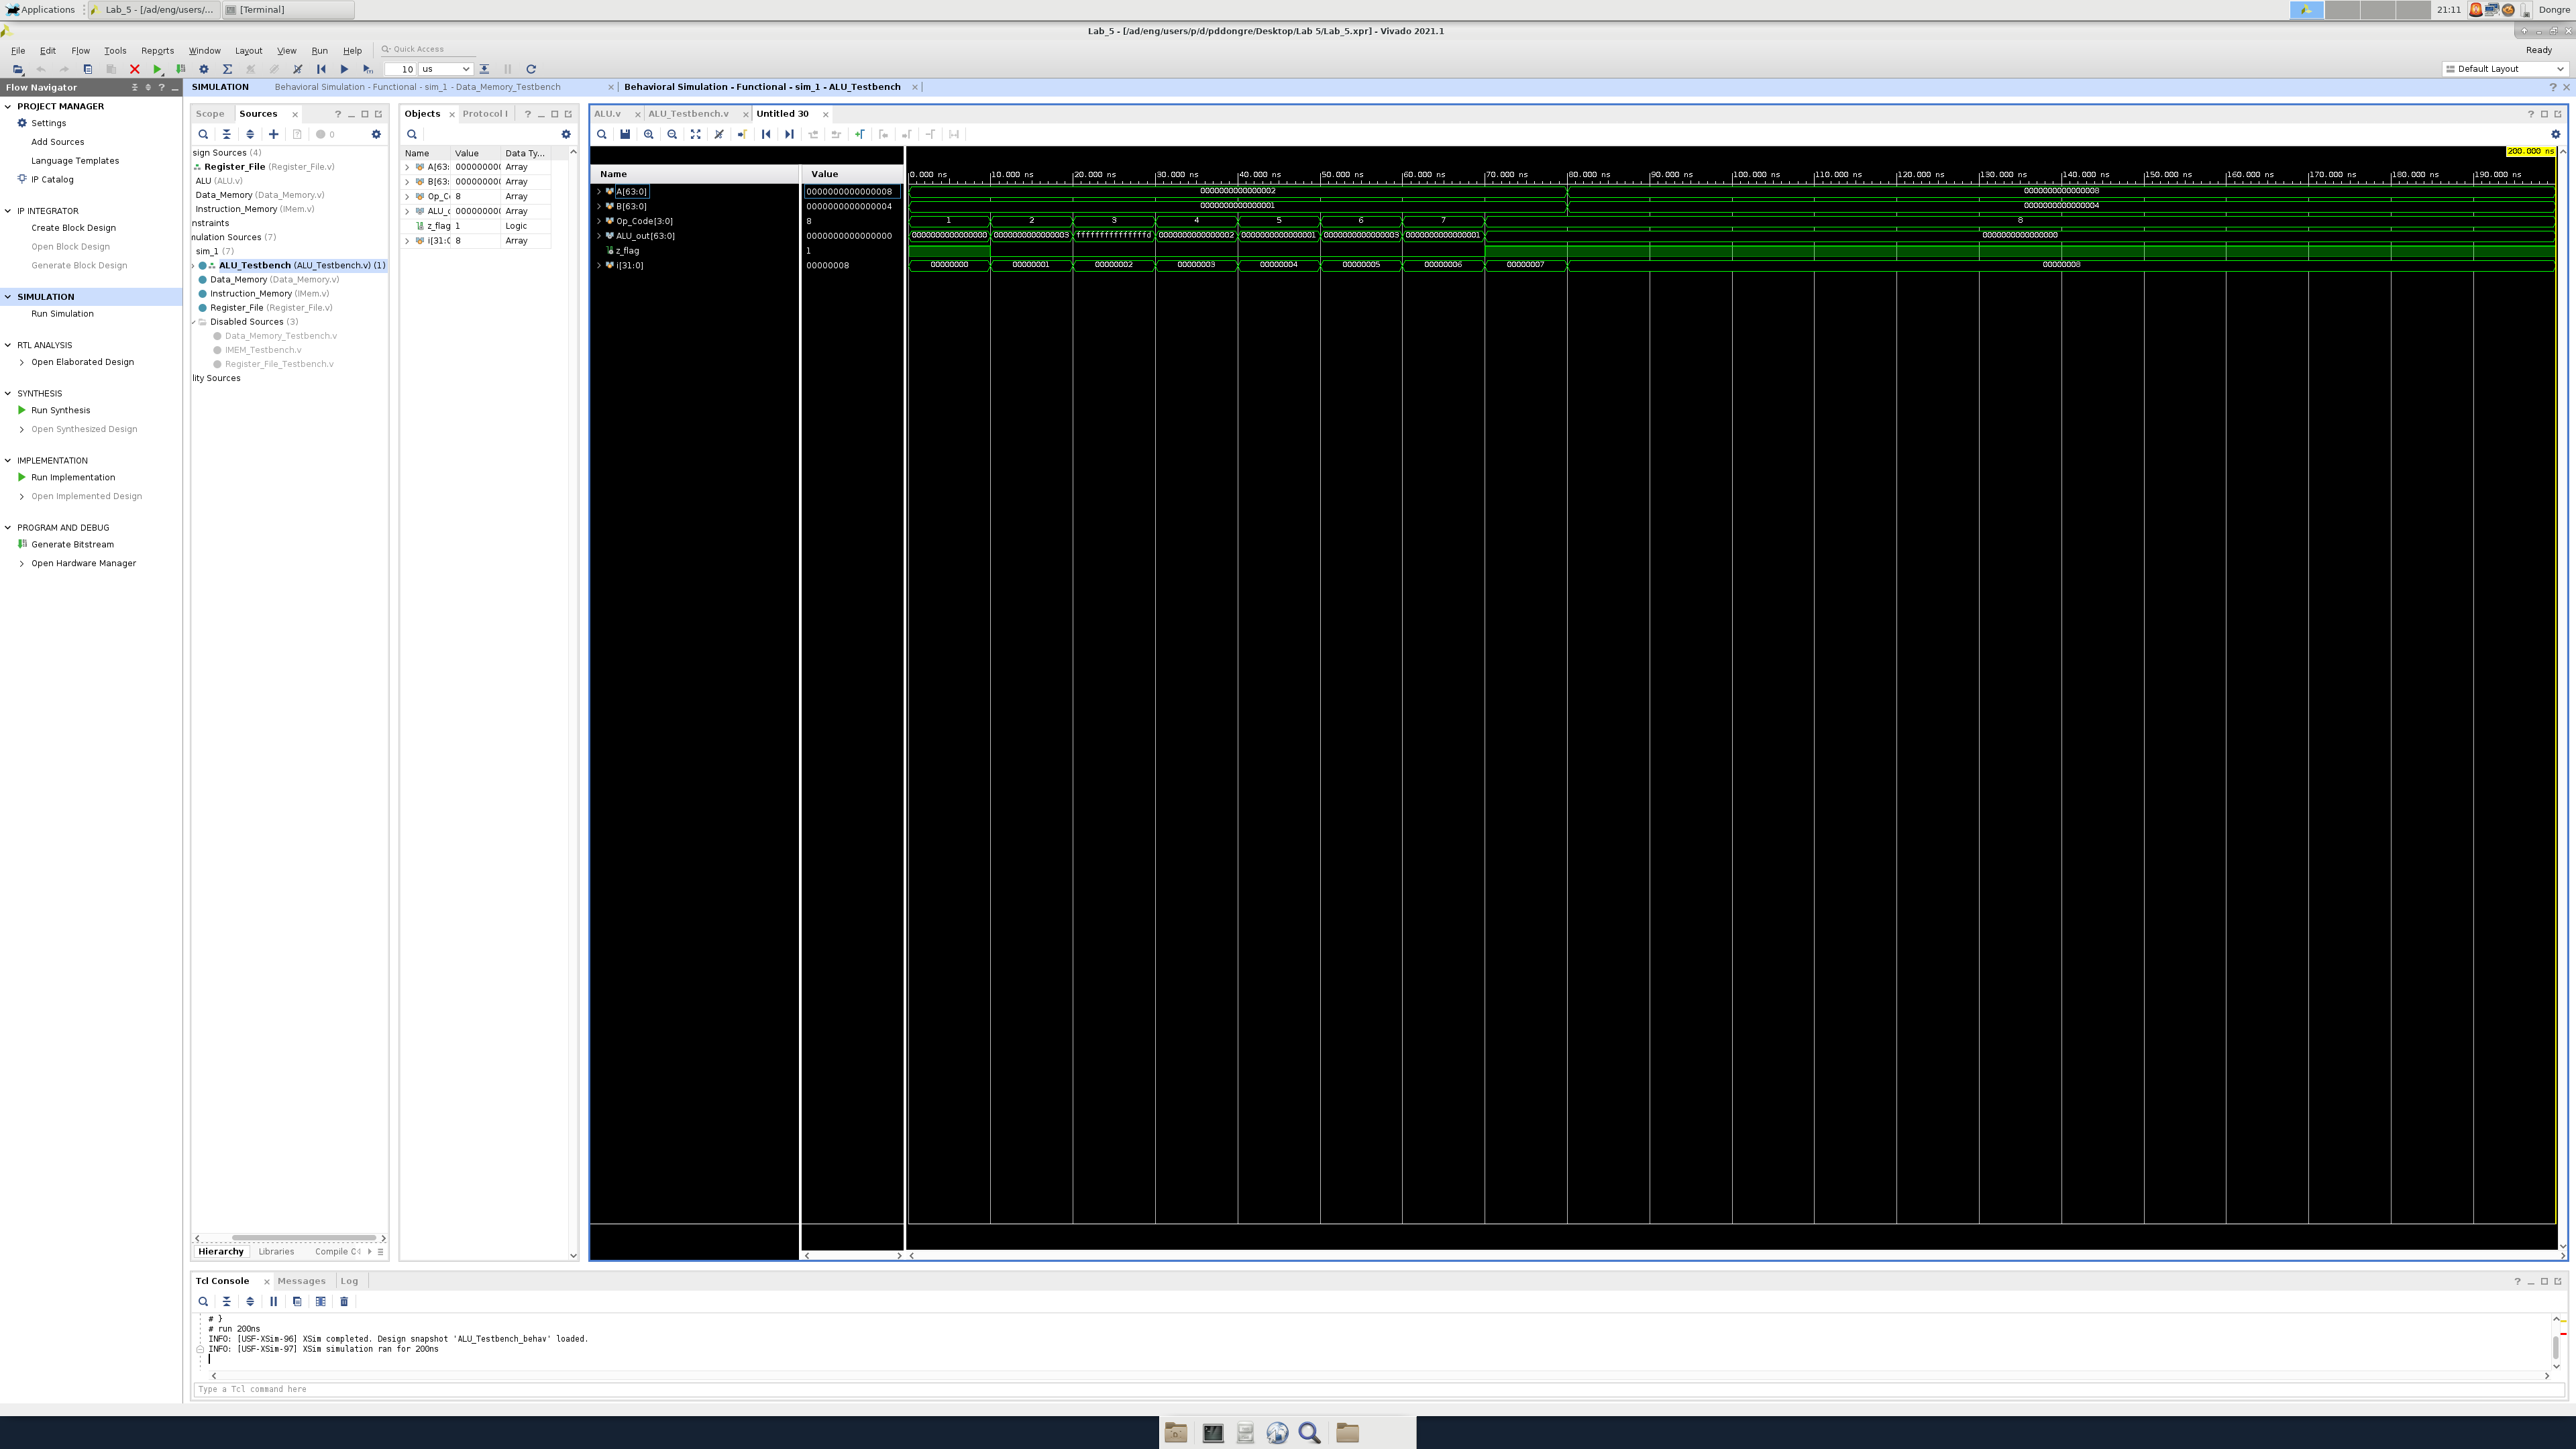 Applications
Lab_5 - [/ad/eng/users/...
[Terminal]
21:11
Dongre
Lab_5 - [/ad/eng/users/p/d/pddongre/Desktop/Lab 5/Lab_5.xpr] - Vivado 2021.1
File Edit Flow Tools Reports Window Layout View Run Help Quick Access
Ready
10 us
Default Layout
Flow Navigator
SIMULATION
Behavioral Simulation - Functional - sim_1 - Data_Memory_Testbench
Behavioral Simulation - Functional - sim_1 - ALU_Testbench
PROJECT MANAGER
Settings
Add Sources
Language Templates
IP Catalog
IP INTEGRATOR
Create Block Design
Open Block Design
Generate Block Design
SIMULATION
Run Simulation
RTL ANALYSIS
Open Elaborated Design
SYNTHESIS
Run Synthesis
Open Synthesized Design
IMPLEMENTATION
Run Implementation
Open Implemented Design
PROGRAM AND DEBUG
Generate Bitstream
Open Hardware Manager
Scope Sources
0
sign Sources (4)
Register_File (Register_File.v)
ALU (ALU.v)
Data_Memory (Data_Memory.v)
Instruction_Memory (IMem.v)
nstraints
nulation Sources (7)
sim_1 (7)
ALU_Testbench (ALU_Testbench.v) (1)
Data_Memory (Data_Memory.v)
Instruction_Memory (IMem.v)
Register_File (Register_File.v)
Disabled Sources (3)
Data_Memory_Testbench.v
IMEM_Testbench.v
Register_File_Testbench.v
lity Sources
Hierarchy Libraries Compile
Objects Protocol I
Name Value Data Ty...
A[63: 000000000 Array
B[63: 000000000 Array
Op_C 8 Array
ALU_c 000000000 Array
z_flag 1 Logic
i[31:0 8 Array
ALU.v ALU_Testbench.v Untitled 30
200.000 ns
Name Value
0.000 ns 10.000 ns 20.000 ns 30.000 ns 40.000 ns 50.000 ns 60.000 ns 70.000 ns 80.000 ns 90.000 ns 100.000 ns 110.000 ns 120.000 ns 130.000 ns 140.000 ns 150.000 ns 160.000 ns 170.000 ns 180.000 ns 190.000 ns
A[63:0] 0000000000000008 0000000000000002 0000000000000008
B[63:0] 0000000000000004 0000000000000001 0000000000000004
Op_Code[3:0] 8 1 2 3 4 5 6 7 8
ALU_out[63:0] 0000000000000000 0000000000000000 0000000000000003 fffffffffffffffd 0000000000000002 0000000000000001 0000000000000003 0000000000000001 0000000000000000
z_flag 1
i[31:0] 00000008 00000000 00000001 00000002 00000003 00000004 00000005 00000006 00000007 00000008
Tcl Console Messages Log
# }
# run 200ns
INFO: [USF-XSim-96] XSim completed. Design snapshot 'ALU_Testbench_behav' loaded.
INFO: [USF-XSim-97] XSim simulation ran for 200ns
Type a Tcl command here